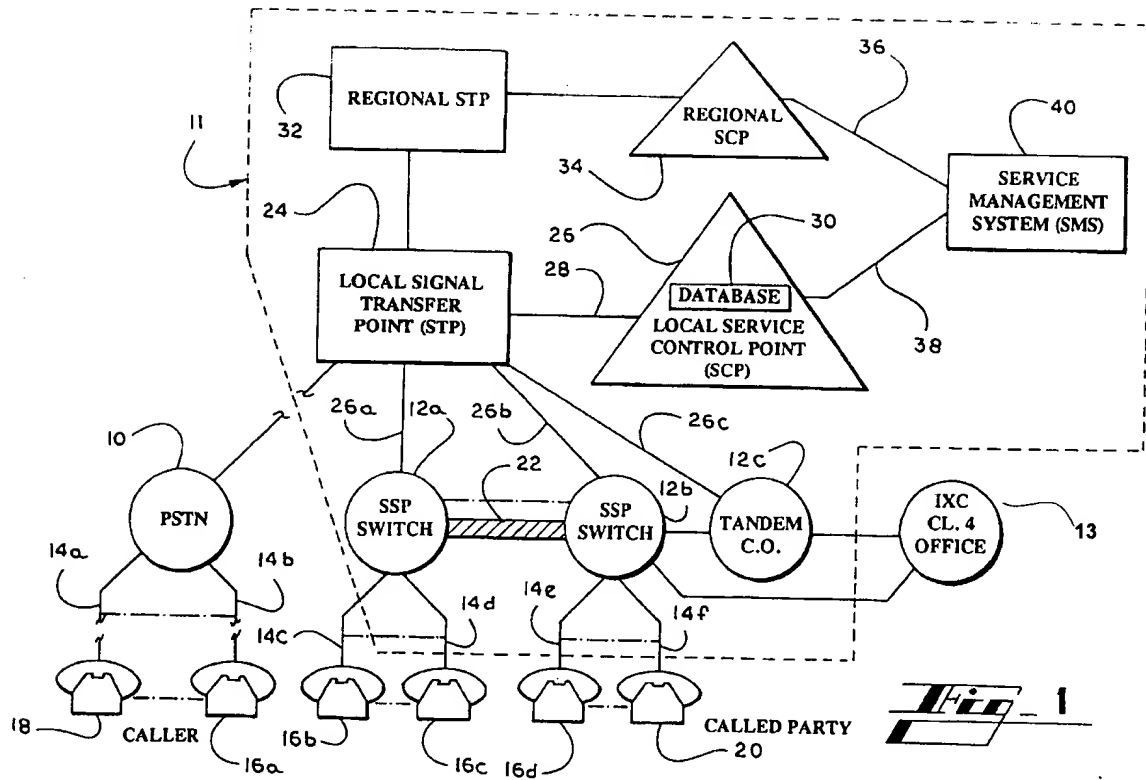 36
REGIONAL STP
REGIONAL
SCP
40
11
32
34
SERVICE
MANAGEMENT
SYSTEM (SMS)
24
26
30
LOCAL SIGNAL
TRANSFER
POINT (STP)
28
DATABASE
LOCAL SERVICE
CONTROL POINT
(SCP)
38
26a
12a
26b
26c
10
22
12c
12b
PSTN
SSP
SWITCH
SSP
SWITCH
TANDEM
C.O.
IXC
CL. 4
OFFICE
13
14a
14b
14c
14d
14e
14f
18
CALLER
16a
16b
16c
16d
CALLED PARTY
20
Fig_1